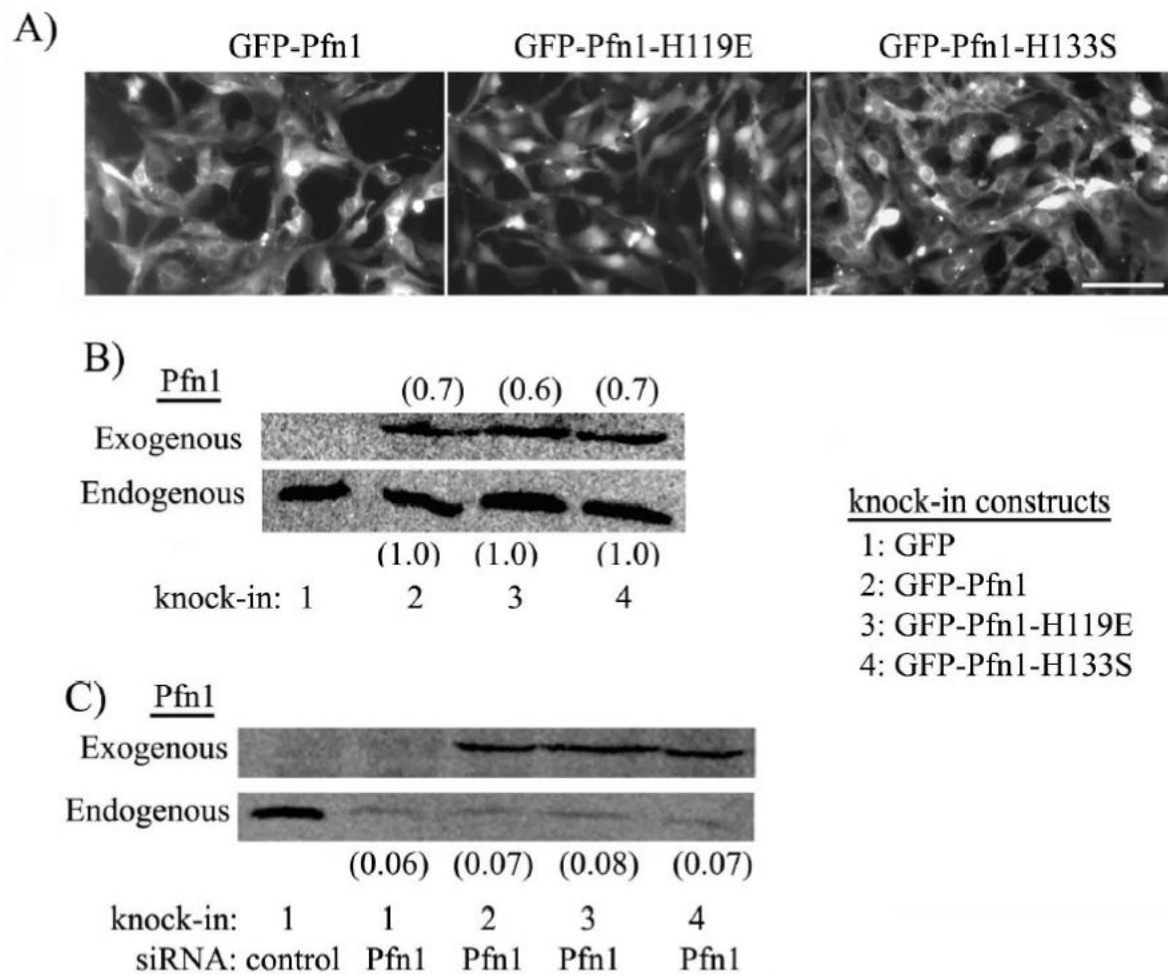 A)
GFP-Pfn1 GFP-Pfn1-H119E GFP-Pfn1-H133S
B)
Pfn1 (0.7) (0.6) (0.7)
Exogenous
Endogenous
(1.0) (1.0) (1.0)
knock-in: 1 2 3 4
knock-in constructs
1: GFP
2: GFP-Pfn1
3: GFP-Pfn1-H119E
4: GFP-Pfn1-H133S
C) Pfn1
Exogenous
Endogenous
(0.06) (0.07) (0.08) (0.07)
knock-in: 1 1 2 3 4
siRNA: control Pfn1 Pfn1 Pfn1 Pfn1